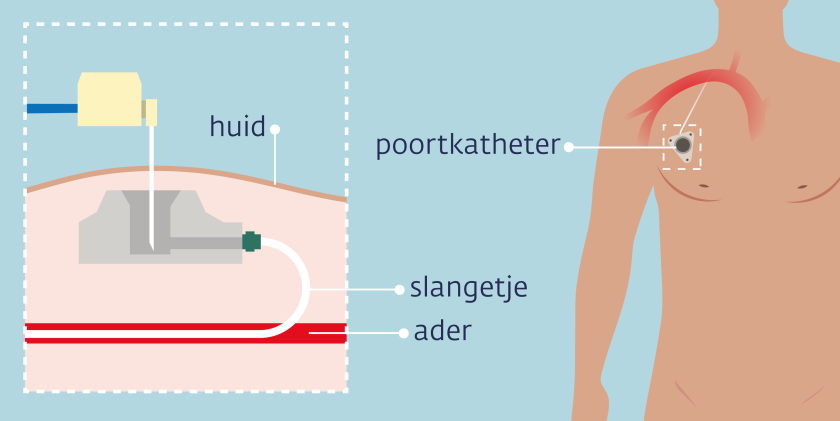 huid
poortkatheter
slangetje
ader